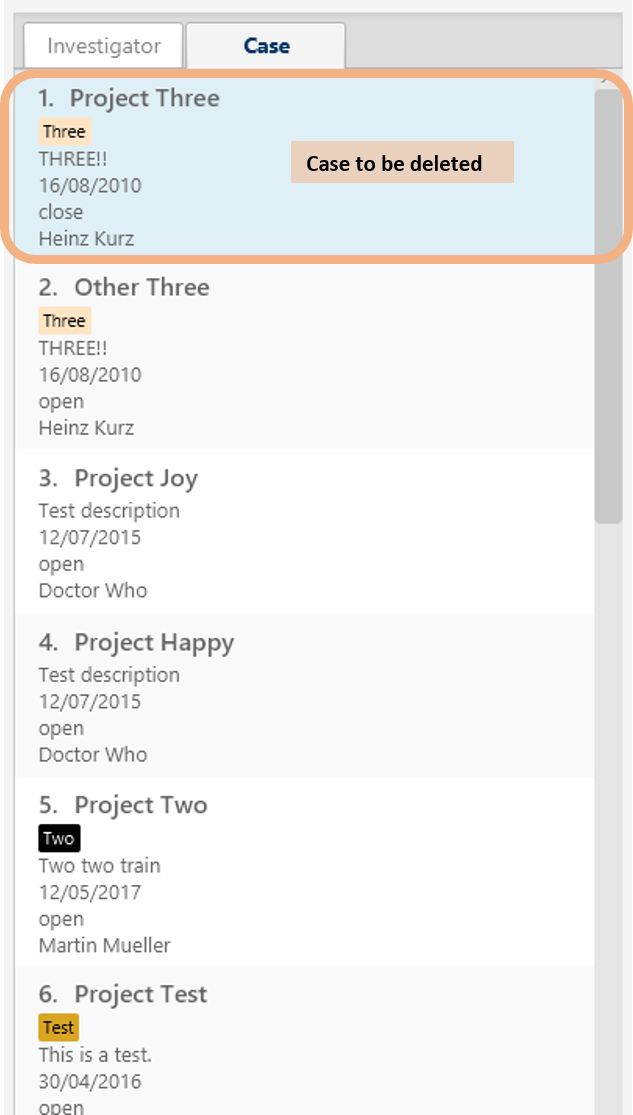 Investigator Case
1. Project Three
Three
THREE!!
Case to be deleted
16/08/2010
close
Heinz Kurz
2. Other Three
Three
THREE!!
16/08/2010
open
Heinz Kurz
3. Project Joy
Test description
12/07/2015
open
Doctor Who
4. Project Happy
Test description
12/07/2015
open
Doctor Who
5. Project Two
Two
Two two train
12/05/2017
open
Martin Mueller
6. Project Test
Test
This is a test.
30/04/2016
open